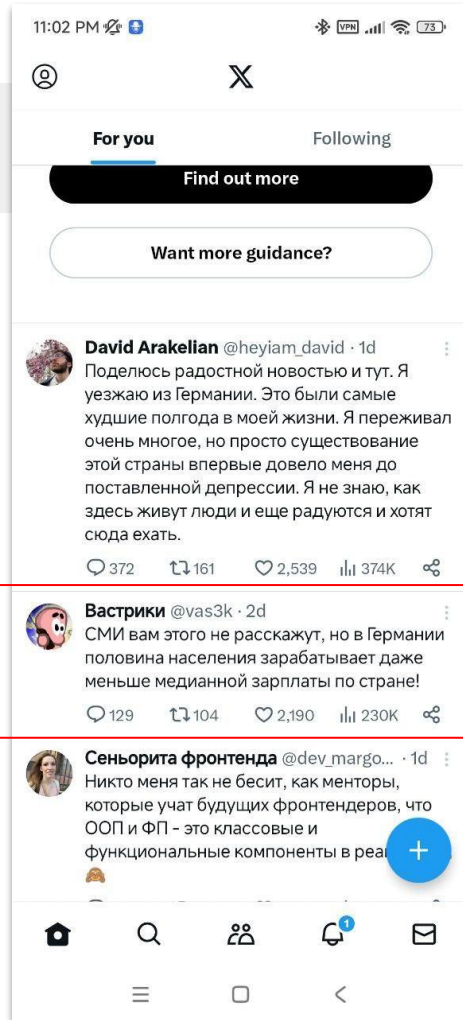 11:02 PM
VPN
73
X
For you Following
Find out more
Want more guidance?
David Arakelian @heyiam_david · 1d
Поделюсь радостной новостью и тут. Я
уезжаю из Германии. Это были самые
худшие полгода в моей жизни. Я переживал
очень многое, но просто существование
этой страны впервые довело меня до
поставленной депрессии. Я не знаю, как
здесь живут люди и еще радуются и хотят
сюда ехать.
372 161 2,539 374K
Вастрики @vas3k · 2d
СМИ вам этого не расскажут, но в Германии
половина населения зарабатывает даже
меньше медианной зарплаты по стране!
129 104 2,190 230K
Сеньорита фронтенда @dev_margo... · 1d
Никто меня так не бесит, как менторы,
которые учат будущих фронтендеров, что
ООП и ФП - это классовые и
функциональные компоненты в
🙈
1